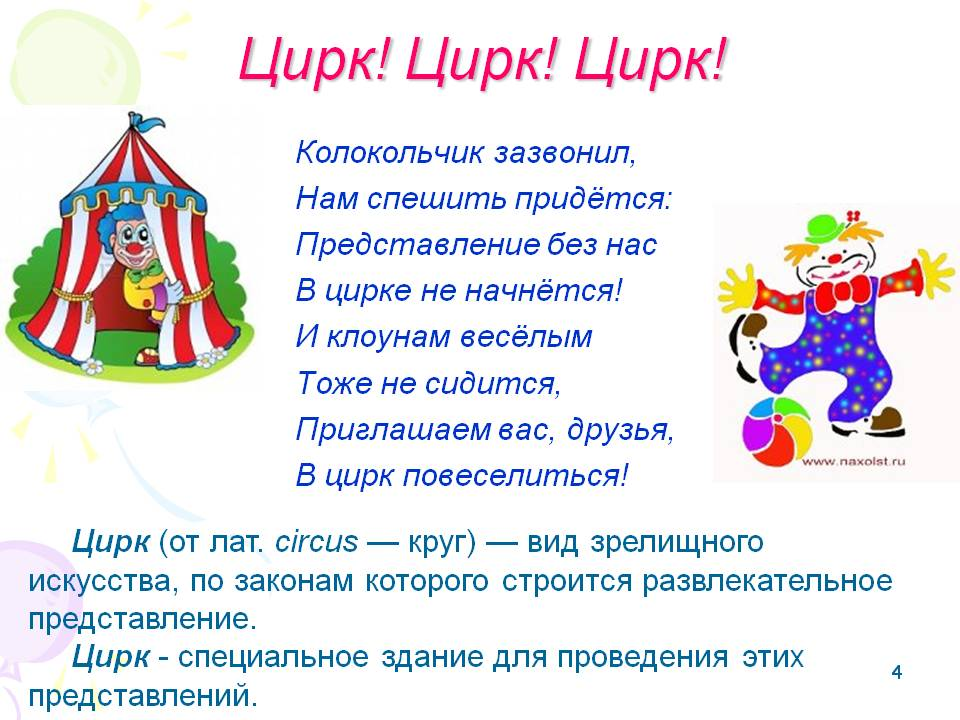 Цирк! Цирк! Цирк!
Колокольчик зазвонил,
Нам спешить придётся:
Представление без нас
В цирке не начнётся!
И клоунам весёлым
Тоже не сидится,
Приглашаем вас, друзья,
В цирк повеселиться!
www.naxolst.ru
Цирк (от лат. circus — круг) — вид зрелищного
искусства, по законам которого строится развлекательное
представление.
Цирк - специальное здание для проведения этих
представлений.
4